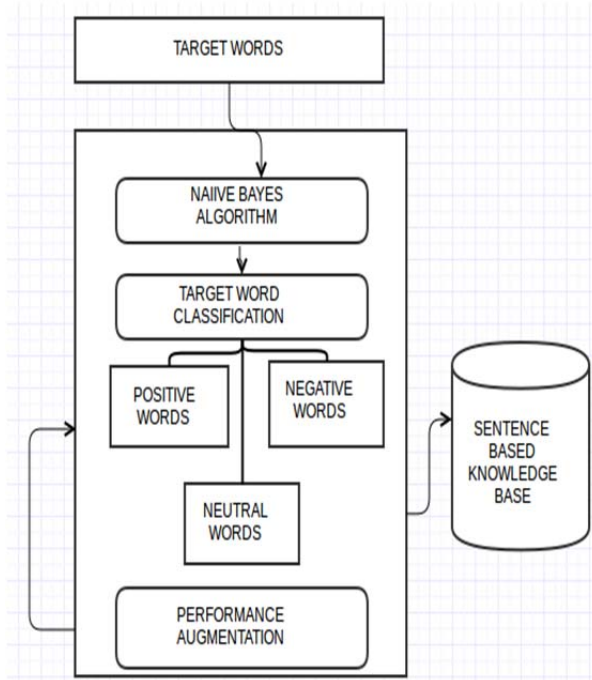 TARGET WORDS
NAIIVE BAYES
ALGORITHM
TARGET WORD
CLASSIFICATION
POSITIVE
WORDS
NEGATIVE
WORDS
NEUTRAL
WORDS
PERFORMANCE
AUGMENTATION
SENTENCE
BASED
KNOWLEDGE
BASE